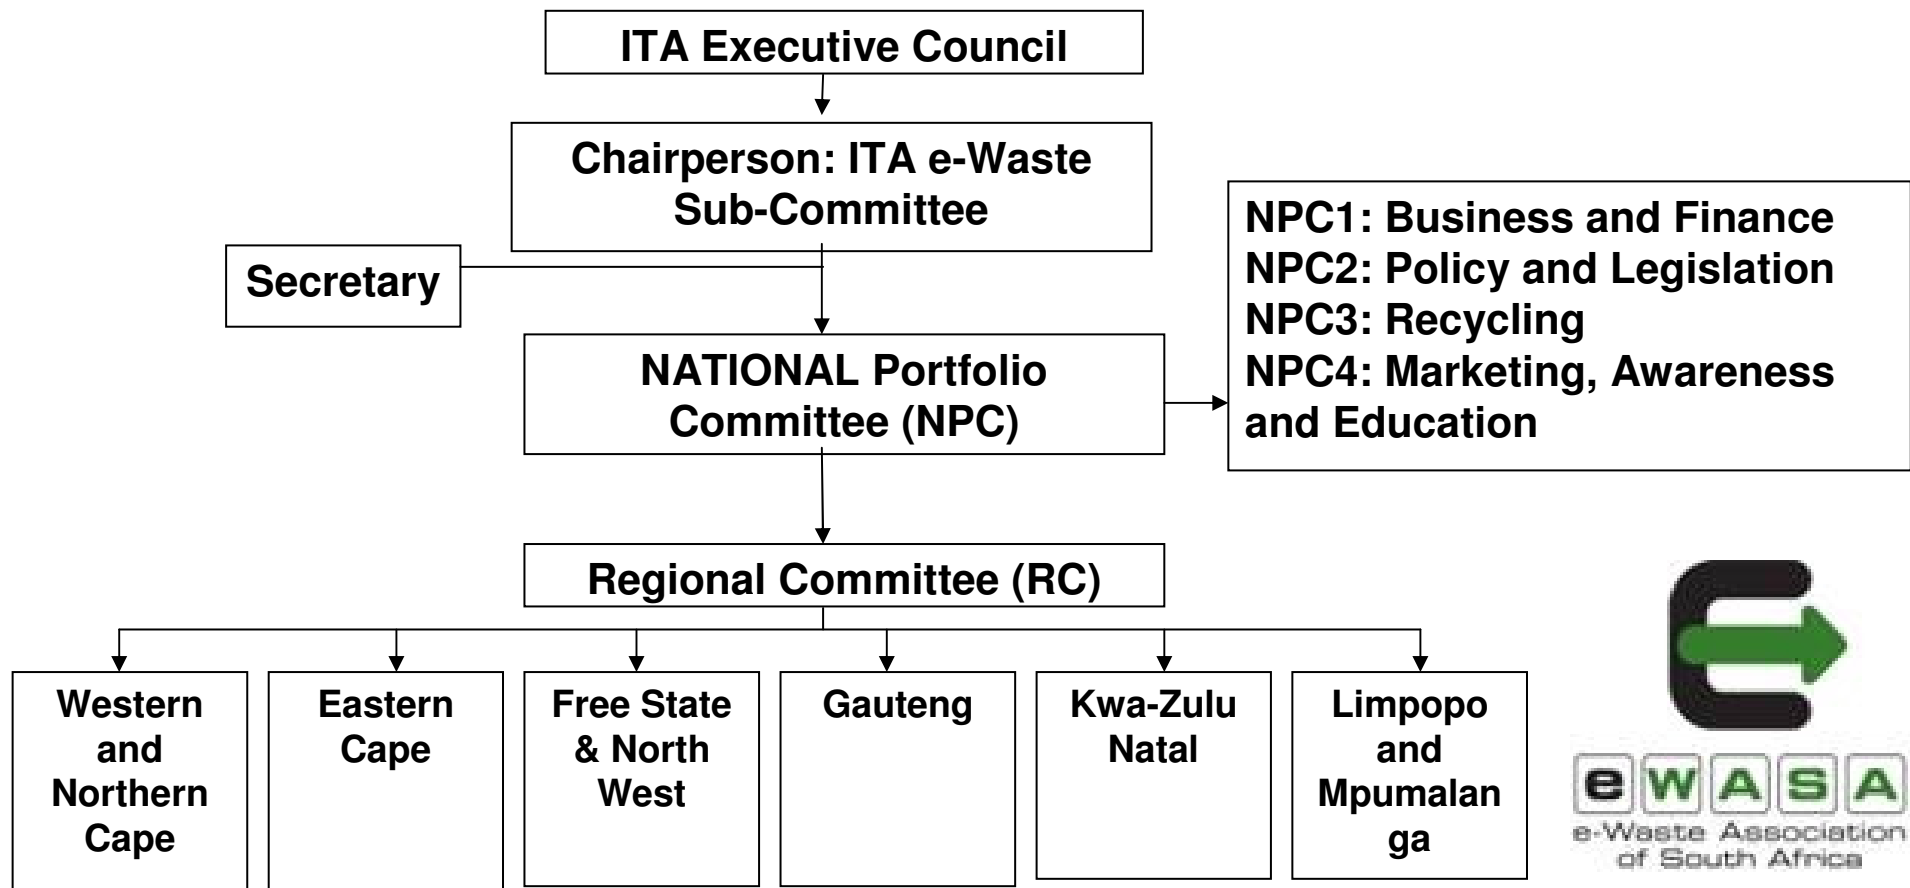 ITA Executive Council
Chairperson: ITA e-Waste
Sub-Committee
Secretary
NPC1: Business and Finance
NPC2: Policy and Legislation
NPC3: Recycling
NPC4: Marketing, Awareness
and Education
NATIONAL Portfolio
Committee (NPC)
Regional Committee (RC)
Western
and
Northern
Cape
Eastern
Cape
Free State
& North
West
Gauteng
Kwa-Zulu
Natal
Limpopo
and
Mpumalan
ga
eWASA
e-Waste Association
of South Africa